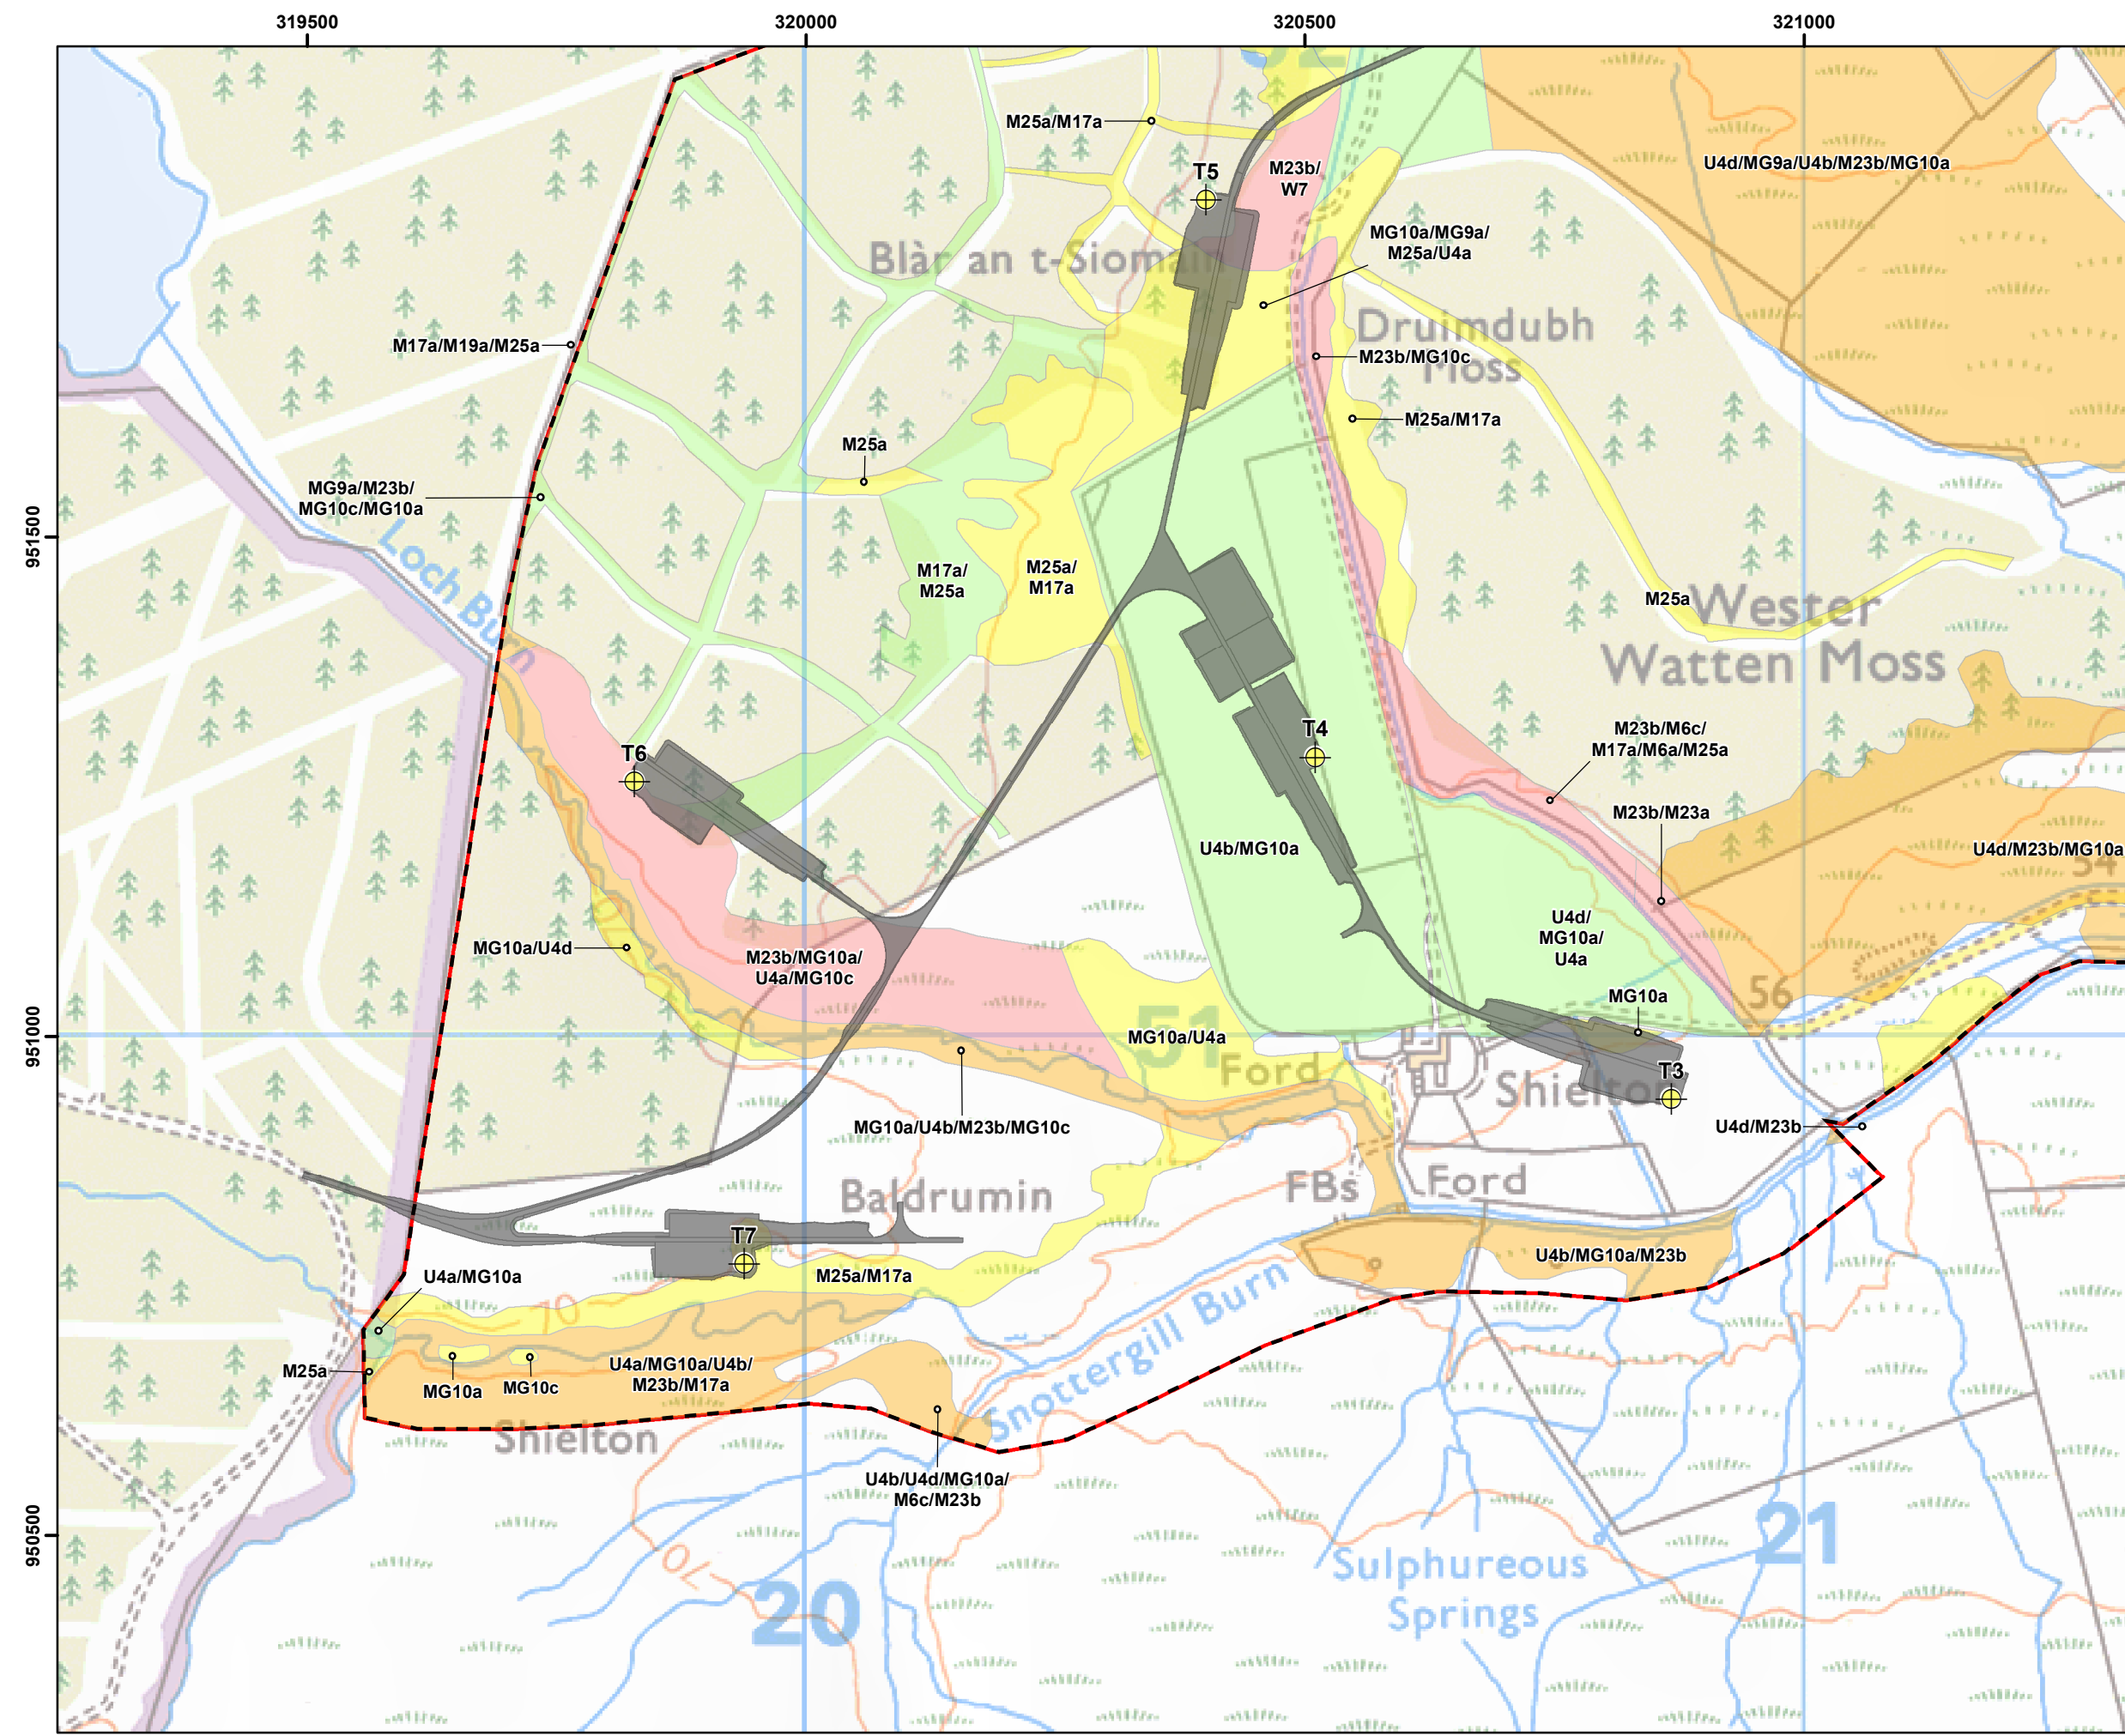 319500
320000
320500
321000
951500
951000
950500
M25a/M17a
T5
M23b/
W7
U4d/MG9a/U4b/M23b/MG10a
MG10a/MG9a/
M25a/U4a
Blàr an t-Siomain
Druimdubh
Moss
M17a/M19a/M25a
M23b/MG10c
M25a/M17a
M25a
MG9a/M23b/
MG10c/MG10a
Loch Burn
M17a/
M25a
M25a/
M17a
M25a
Wester
Watten Moss
T6
T4
M23b/M6c/
M17a/M6a/M25a
M23b/M23a
U4b/MG10a
U4d/M23b/MG10a
54
U4d/
MG10a/
U4a
MG10a/U4d
M23b/MG10a/
U4a/MG10c
56
MG10a
51
MG10a/U4a
Ford
T3
Shielton
MG10a/U4b/M23b/MG10c
U4d/M23b
FBs
Ford
Baldrumin
T7
U4b/MG10a/M23b
U4a/MG10a
M25a/M17a
70
Snottergill Burn
M25a
MG10a
MG10c
U4a/MG10a/U4b/
M23b/M17a
Shielton
U4b/U4d/MG10a/
M6c/M23b
21
70
20
Sulphureous
Springs